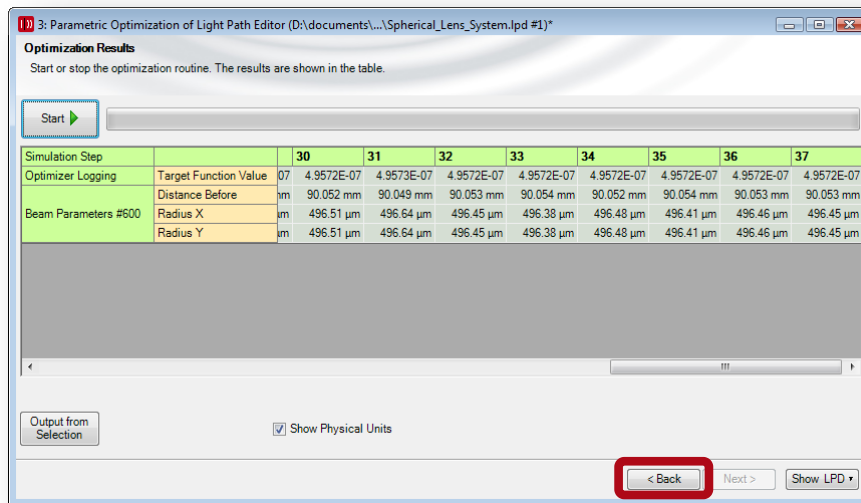 3: Parametric Optimization of Light Path Editor (D:\documents\...\Spherical_Lens_System.lpd #1)*
Optimization Results
Start or stop the optimization routine. The results are shown in the table.
Start
Simulation Step 30 31 32 33 34 35 36 37
Optimizer Logging Target Function Value 07 4.9572E-07 4.9573E-07 4.9572E-07 4.9572E-07 4.9572E-07 4.9572E-07 4.9572E-07 4.9572E-07
Distance Before mm 90.052 mm 90.049 mm 90.053 mm 90.054 mm 90.052 mm 90.054 mm 90.053 mm 90.053 mm
Beam Parameters #600 Radius X µm 496.51 µm 496.64 µm 496.45 µm 496.38 µm 496.48 µm 496.41 µm 496.46 µm 496.45 µm
Radius Y µm 496.51 µm 496.64 µm 496.45 µm 496.38 µm 496.48 µm 496.41 µm 496.46 µm 496.45 µm
Output from
Selection
Show Physical Units
< Back Next > Show LPD